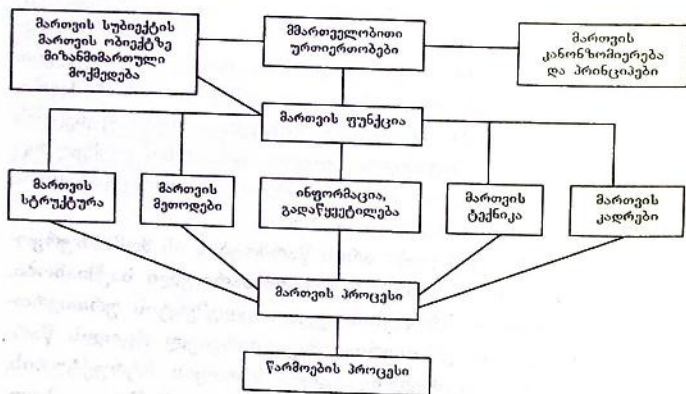 მართვის სუბიექტის
მართვის ობიექტზე
მიზანმიმართული
მოქმედება
მმართველობითი
ურთიერთობები
მართვის
კანონზომიერება
და პრინციპები
მართვის ფუნქცია
მართვის
სტრუქტურა
მართვის
მეთოდები
ინფორმაცია,
გადაწყვეტილება
მართვის
ტექნიკა
მართვის
კადრები
მართვის პროცესი
წარმოების პროცესი